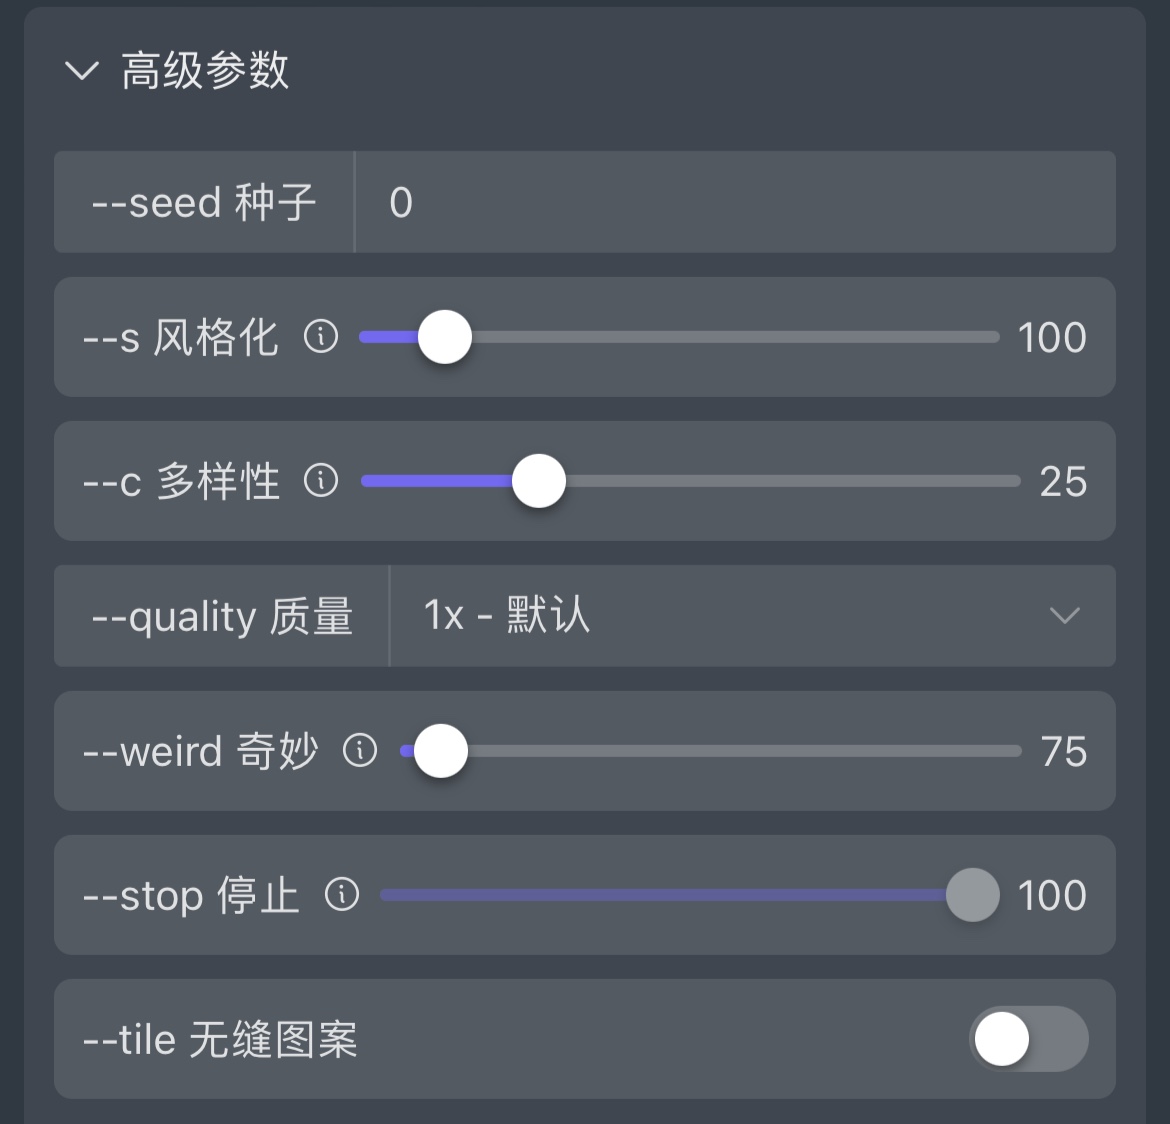 高级参数
--seed 种子 0
--s 风格化 100
--c 多样性 25
--quality 质量 1x - 默认
--weird 奇妙 75
--stop 停止 100
--tile 无缝图案